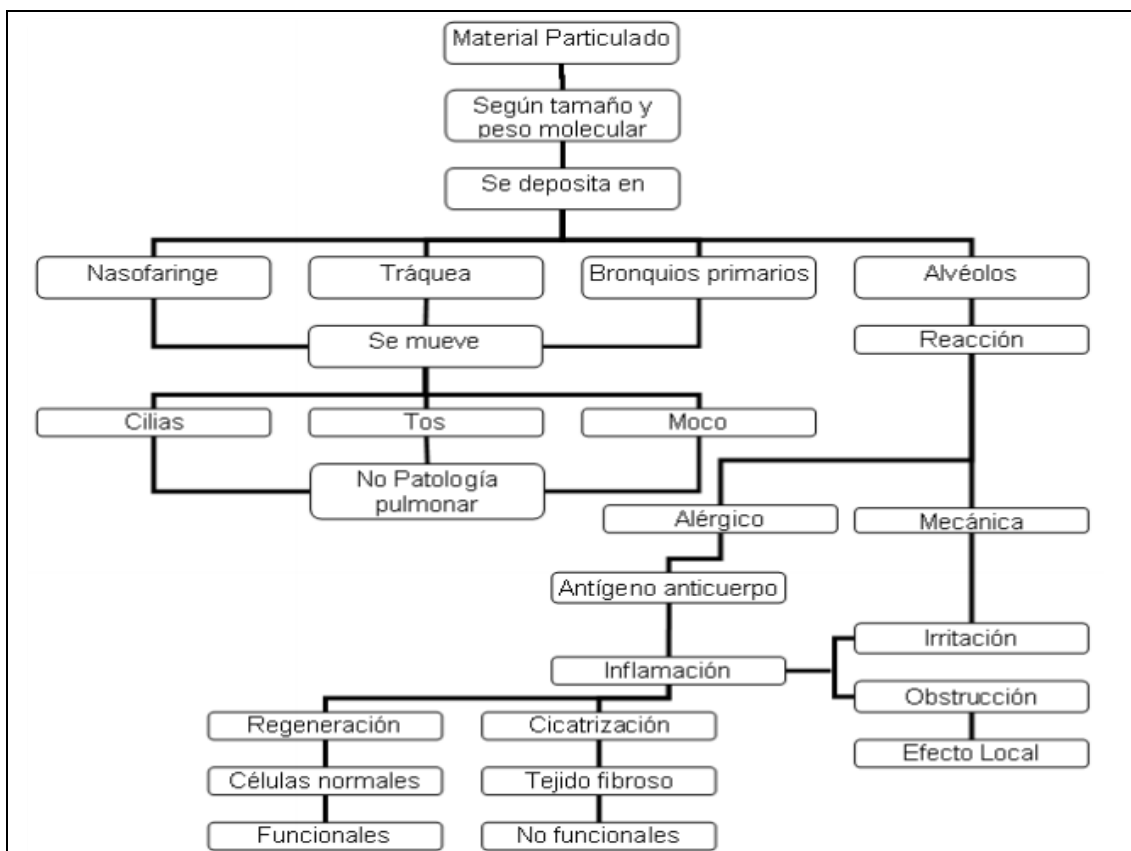 Material Particulado
Según tamaño y
peso molecular
Se deposita en
Nasofaringe
Tráquea
Bronquios primarios
Alvéolos
Se mueve
Reacción
Cilias
Tos
Moco
No Patología
pulmonar
Alérgico
Mecánica
Antígeno anticuerpo
Irritación
Inflamación
Obstrucción
Regeneración
Cicatrización
Efecto Local
Células normales
Tejido fibroso
Funcionales
No funcionales